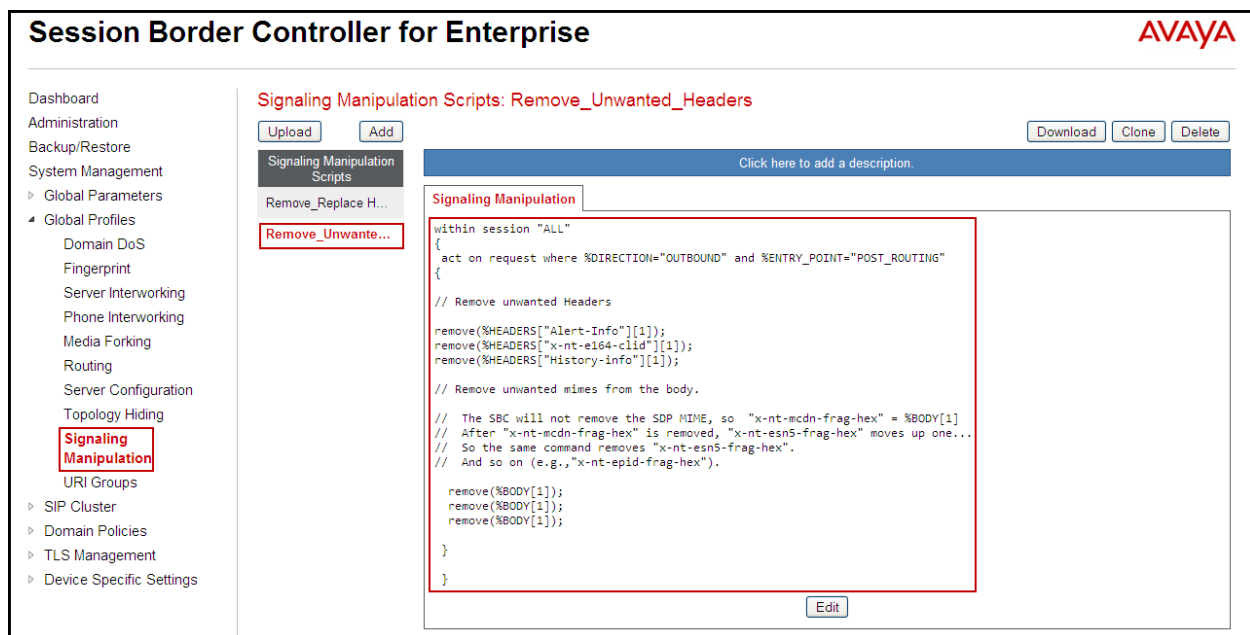 Session Border Controller for Enterprise
AVAYA
Dashboard
Administration
Backup/Restore
System Management
Global Parameters
Global Profiles
Domain DoS
Fingerprint
Server Interworking
Phone Interworking
Media Forking
Routing
Server Configuration
Topology Hiding
Signaling
Manipulation
URI Groups
SIP Cluster
Domain Policies
TLS Management
Device Specific Settings
Signaling Manipulation Scripts: Remove_Unwanted_Headers
Upload
Add
Download
Clone
Delete
Signaling Manipulation
Scripts
Remove_Replace H...
Remove_Unwante...
Click here to add a description.
Signaling Manipulation
within session "ALL"
{
act on request where %DIRECTION="OUTBOUND" and %ENTRY_POINT="POST_ROUTING"
{
// Remove unwanted Headers
remove(%HEADERS["Alert-Info"][1]);
remove(%HEADERS["x-nt-e164-clid"][1]);
remove(%HEADERS["History-info"][1]);
// Remove unwanted mimes from the body.
//  The SBC will not remove the SDP MIME, so  "x-nt-mcdn-frag-hex" = %BODY[1]
//  After "x-nt-mcdn-frag-hex" is removed, "x-nt-esn5-frag-hex" moves up one...
//  So the same command removes "x-nt-esn5-frag-hex".
//  And so on (e.g.,"x-nt-epid-frag-hex").
remove(%BODY[1]);
remove(%BODY[1]);
remove(%BODY[1]);
}
}
Edit